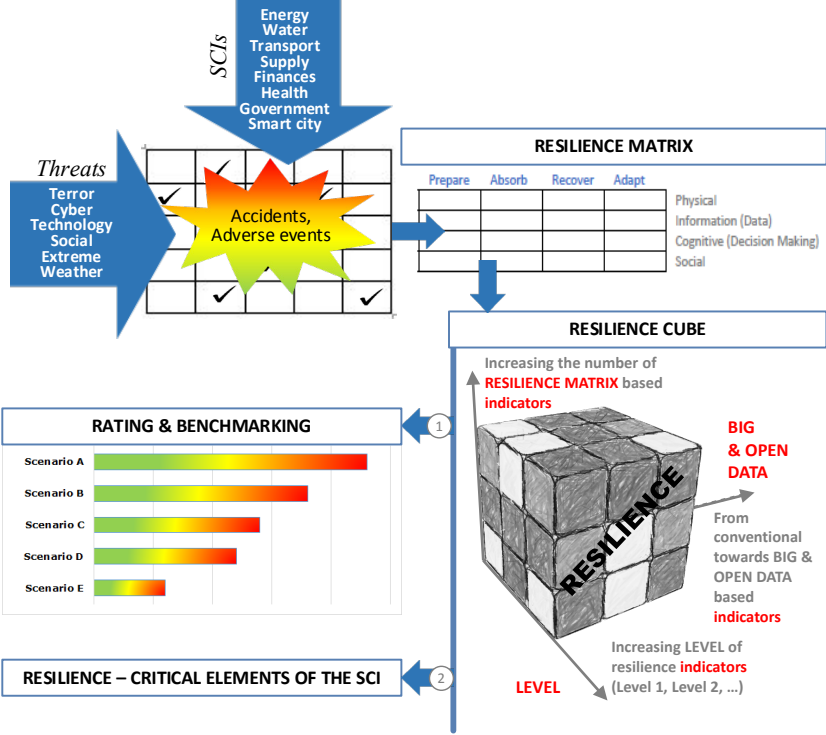 SCIs
Energy
Water
Transport
Supply
Finances
Health
Government
Smart city
Threats
Terror
Cyber
Technology
Social
Extreme
Weather
Accidents,
Adverse events
RESILIENCE MATRIX
Prepare Absorb Recover Adapt
Physical
Information (Data)
Cognitive (Decision Making)
Social
RESILIENCE CUBE
Increasing the number of
RESILIENCE MATRIX based
indicators
BIG
& OPEN
DATA
From
conventional
towards BIG &
OPEN DATA
based
indicators
RESILIENCE
Increasing LEVEL of
resilience indicators
(Level 1, Level 2, ...)
LEVEL
1
RATING & BENCHMARKING
Scenario A
Scenario B
Scenario C
Scenario D
Scenario E
2
RESILIENCE – CRITICAL ELEMENTS OF THE SCI